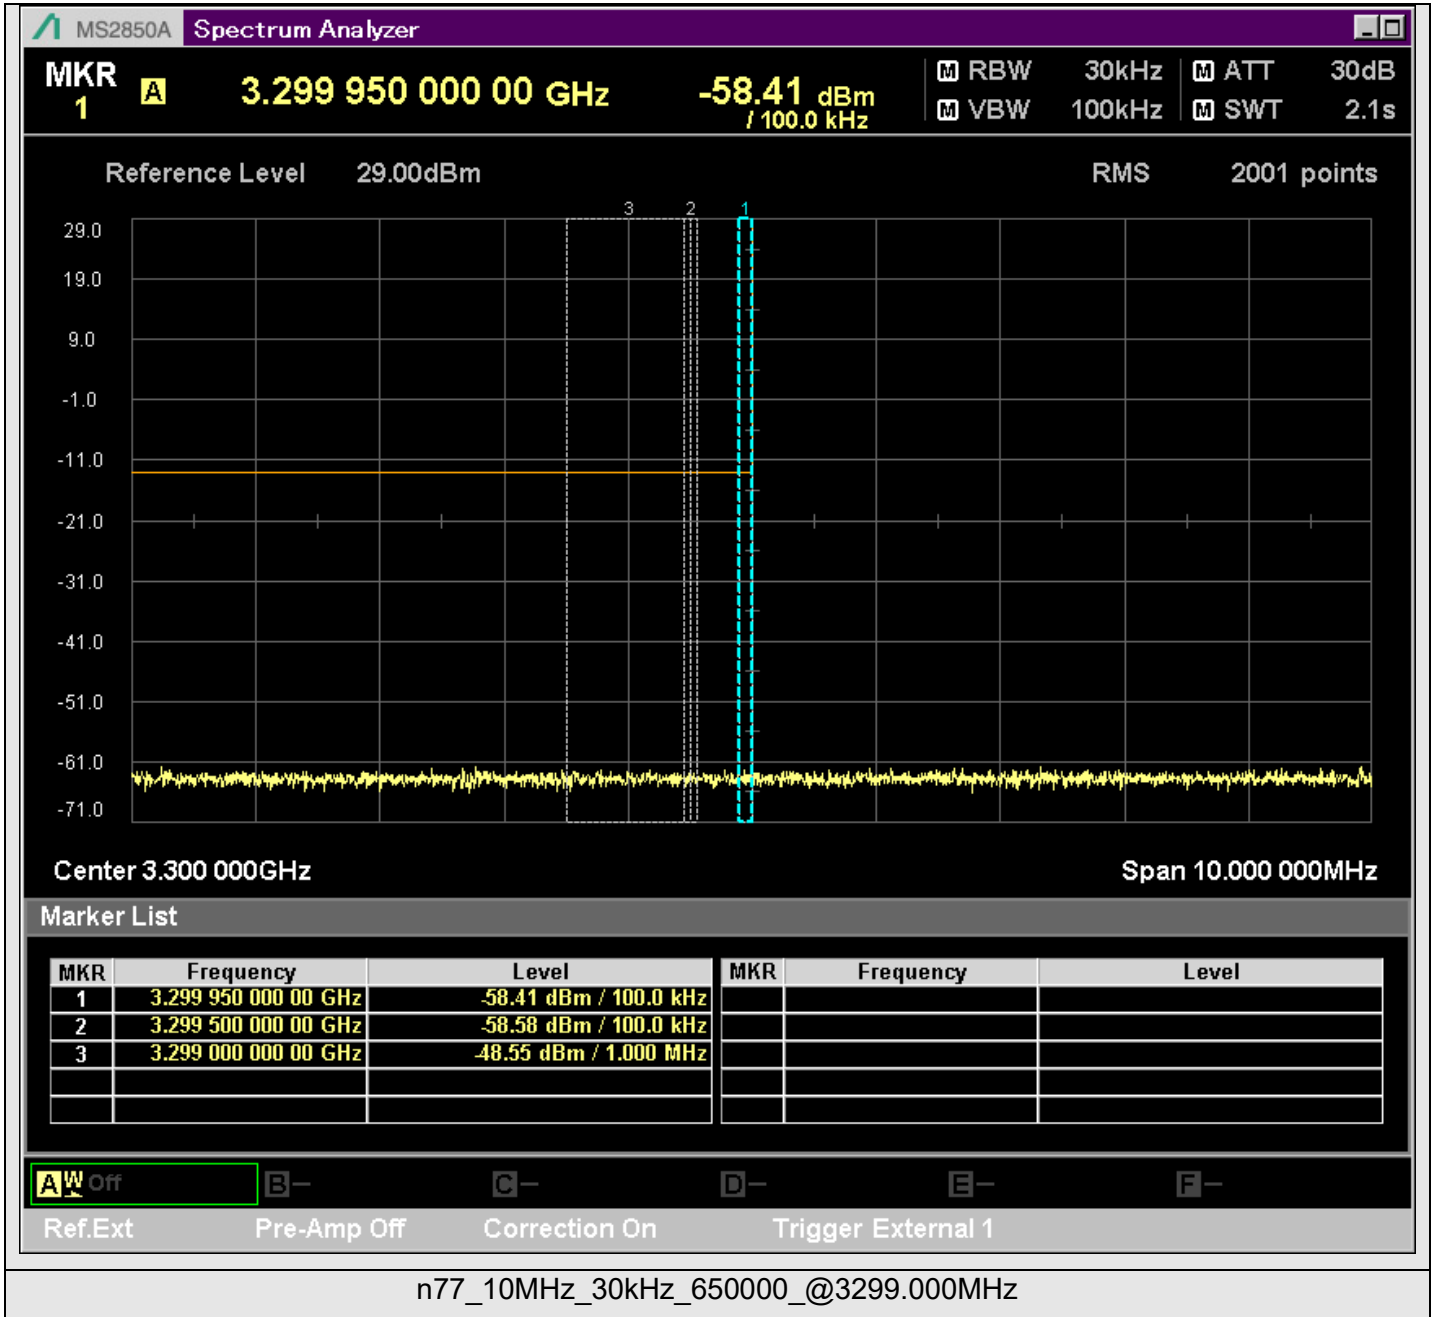 MS2850A Spectrum Analyzer
MKR 1 A 3.299 950 000 00 GHz -58.41 dBm / 100.0 kHz
M RBW 30kHz M ATT 30dB
M VBW 100kHz M SWT 2.1s
Reference Level 29.00dBm RMS 2001 points
3 2 1
29.0
19.0
9.0
-1.0
-11.0
-21.0
-31.0
-41.0
-51.0
-61.0
-71.0
Center 3.300 000GHz Span 10.000 000MHz
Marker List
MKR Frequency Level MKR Frequency Level
1 3.299 950 000 00 GHz -58.41 dBm / 100.0 kHz
2 3.299 500 000 00 GHz -58.58 dBm / 100.0 kHz
3 3.299 000 000 00 GHz -48.55 dBm / 1.000 MHz
A W Off B- C- D- E- F-
Ref.Ext Pre-Amp Off Correction On Trigger External 1
n77_10MHz_30kHz_650000_@3299.000MHz